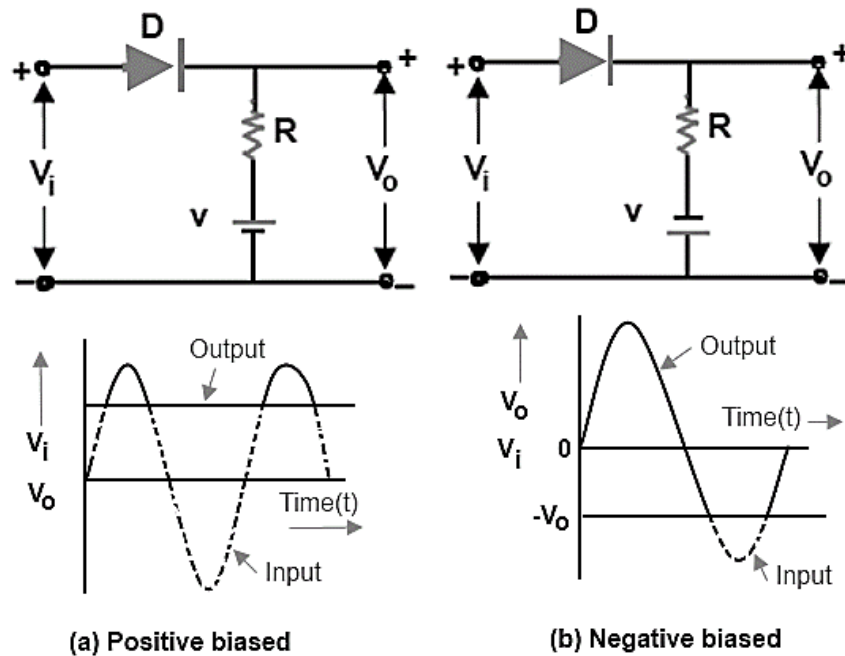 D
+ +
R
Vi Vo
v
− −
D
+ +
R
Vi Vo
v
− −
Output
Vi
Vo
Time(t)
Input
(a) Positive biased
Output
Vo
Time(t)
Vi 0
-Vo
Input
(b) Negative biased